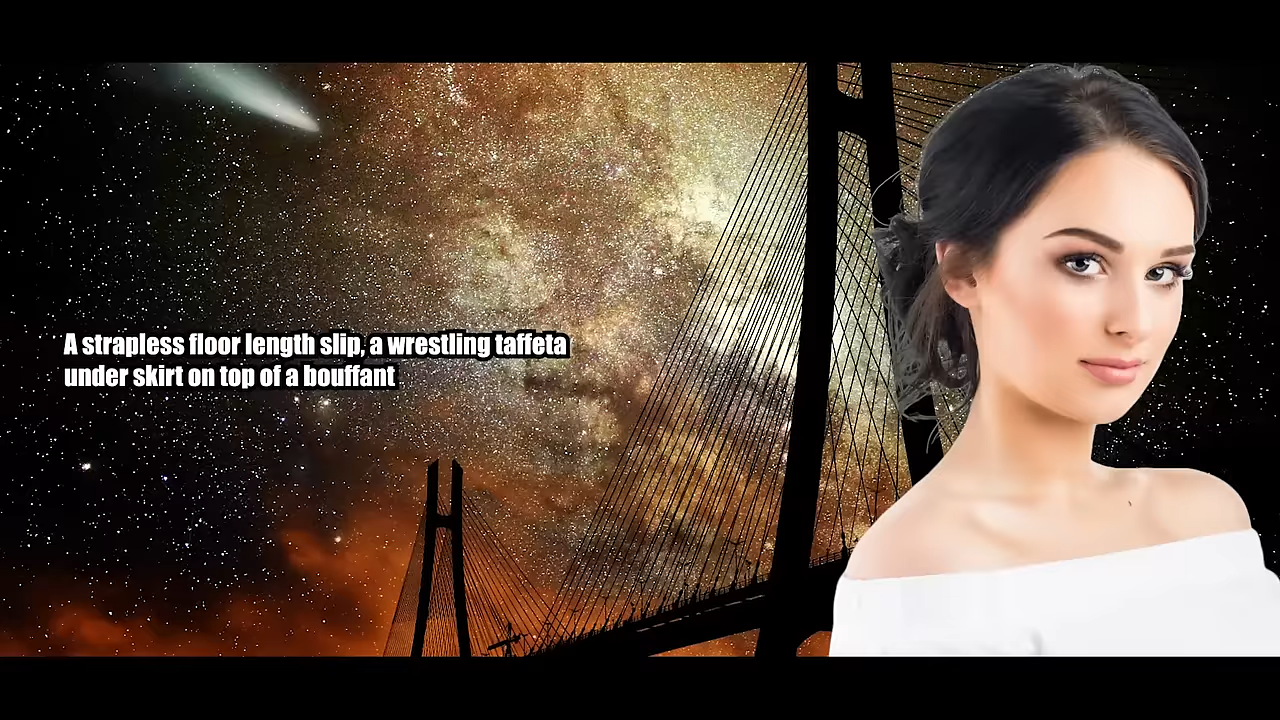 A strapless floor length slip, a wrestling taffeta
under skirt on top of a bouffant